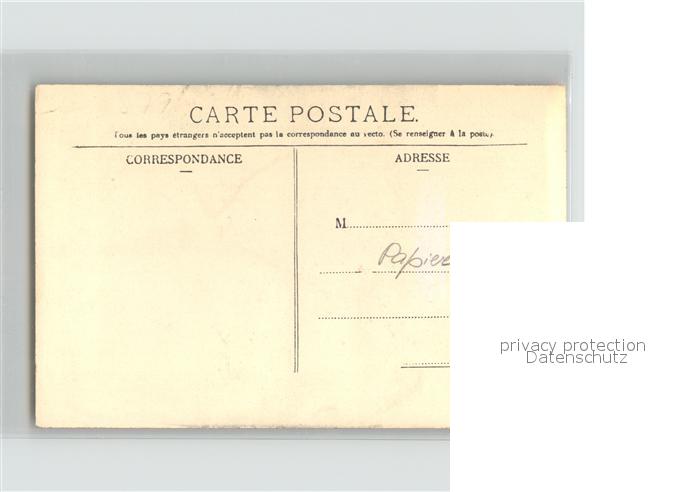 CARTE POSTALE.
Tous les pays étrangers n'acceptent pas la correspondance au recto. (Se renseigner à la poste).
CORRESPONDANCE
ADRESSE
M
privacy protection
Datenschutz